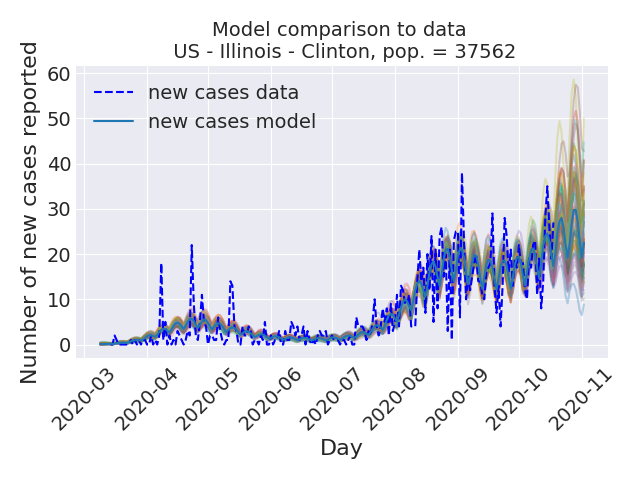 Model comparison to data
US - Illinois - Clinton, pop. = 37562
Number of new cases reported
60
50
40
30
20
10
0
new cases data
new cases model
2020-03
2020-04
2020-05
2020-06
2020-07
2020-08
2020-09
2020-10
2020-11
Day